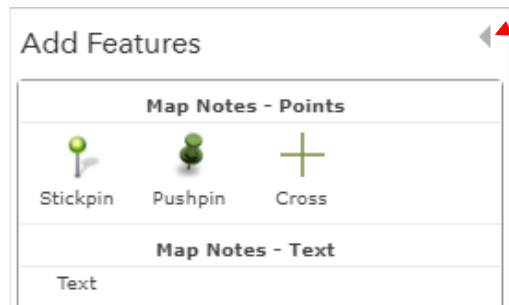 Add Features
Map Notes - Points
Stickpin Pushpin Cross
Map Notes - Text
Text